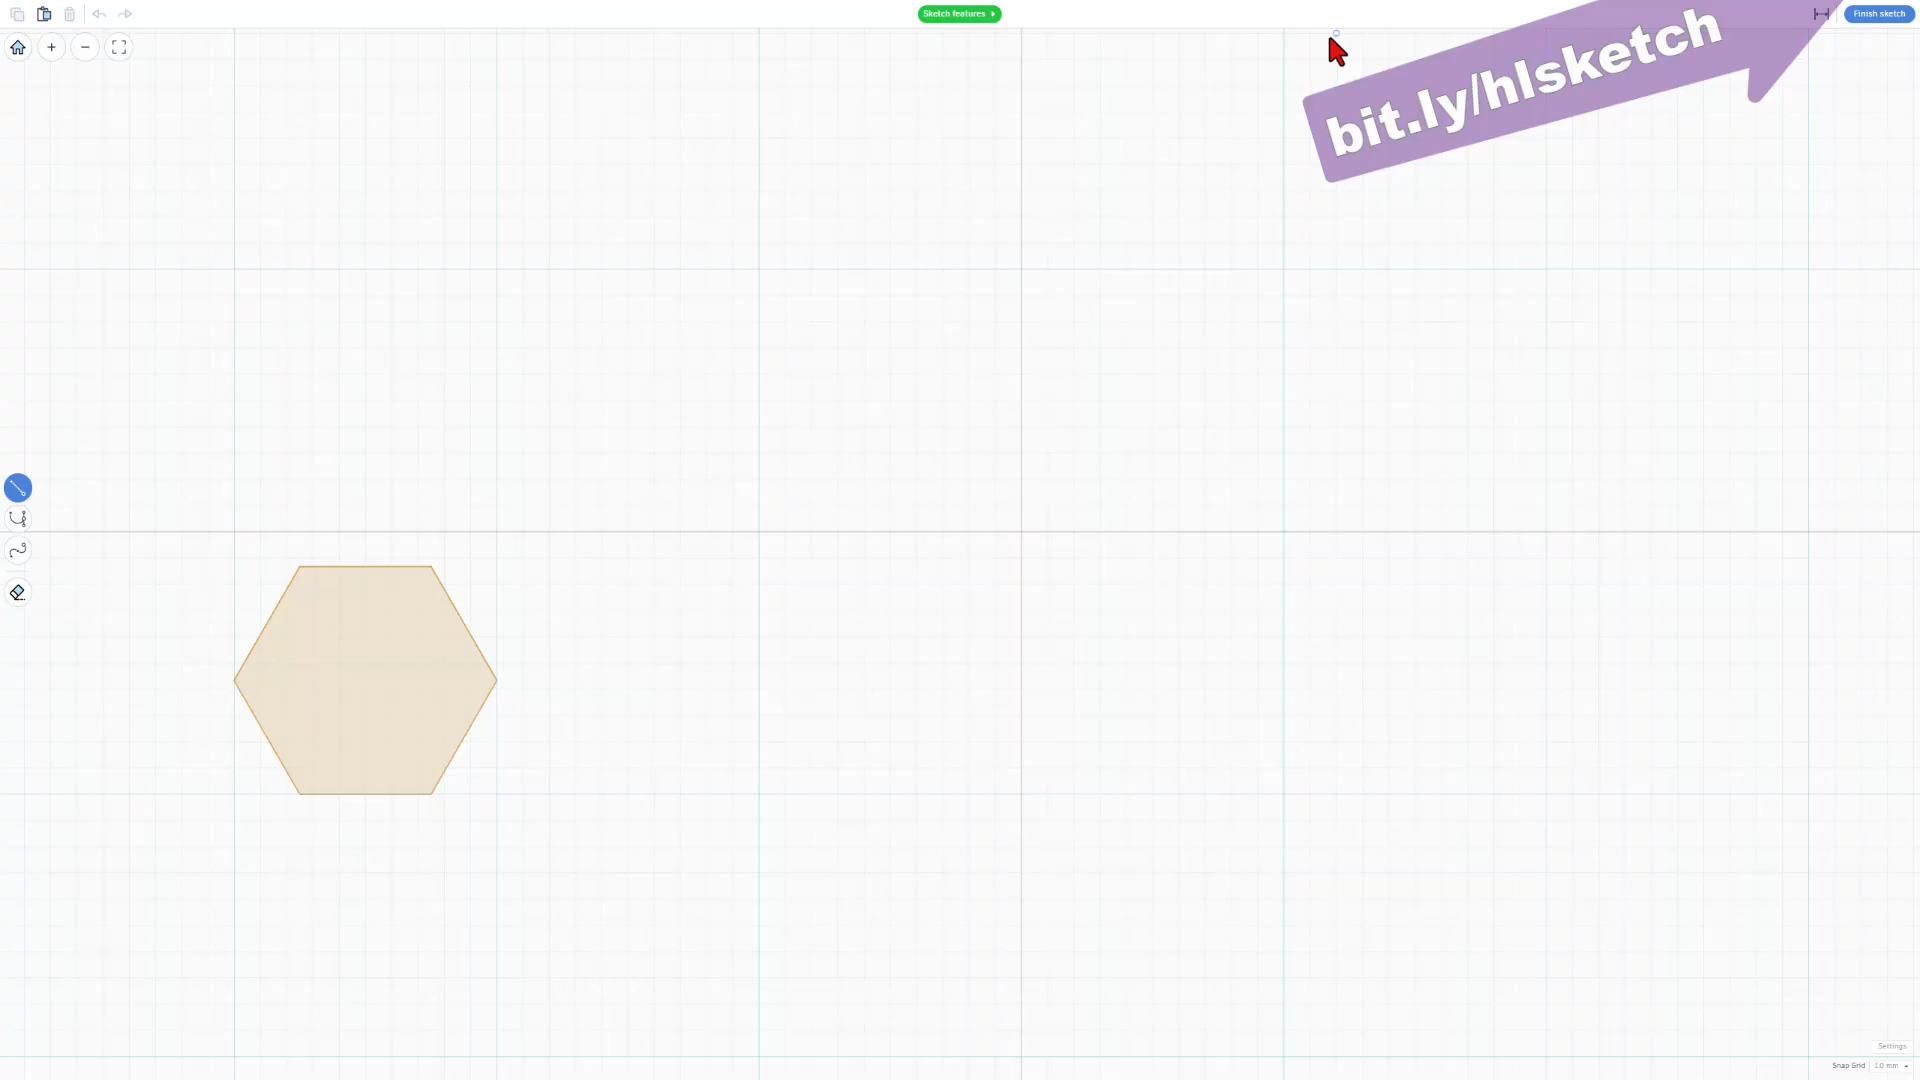 Sketch features
Finish sketch
bit.ly/hlsketch
Settings
Snap Grid 1.0 mm